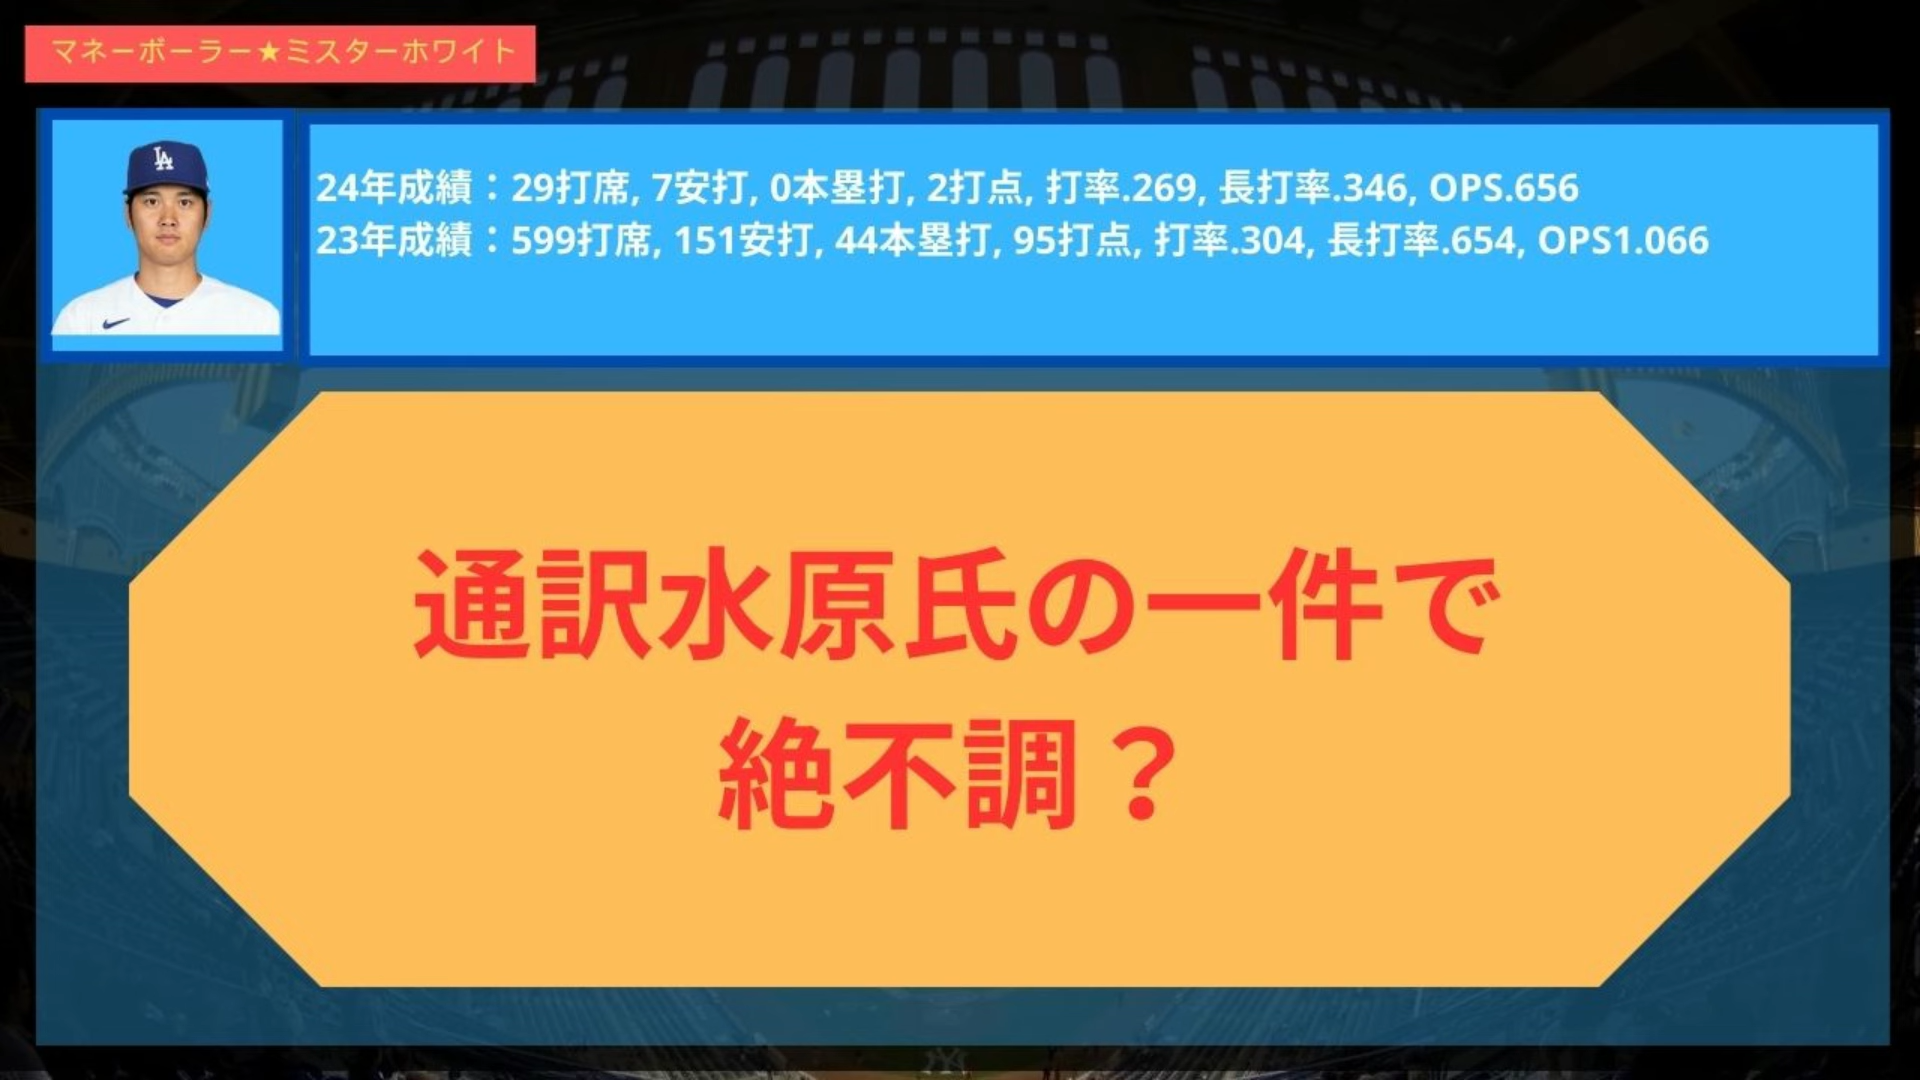 マネーボーラー★ミスターホワイト
LA
24年成績：29打席, 7安打, 0本塁打, 2打点, 打率.269, 長打率.346, OPS.656
23年成績：599打席, 151安打, 44本塁打, 95打点, 打率.304, 長打率.654, OPS1.066
通訳水原氏の一件で
絶不調？
NY